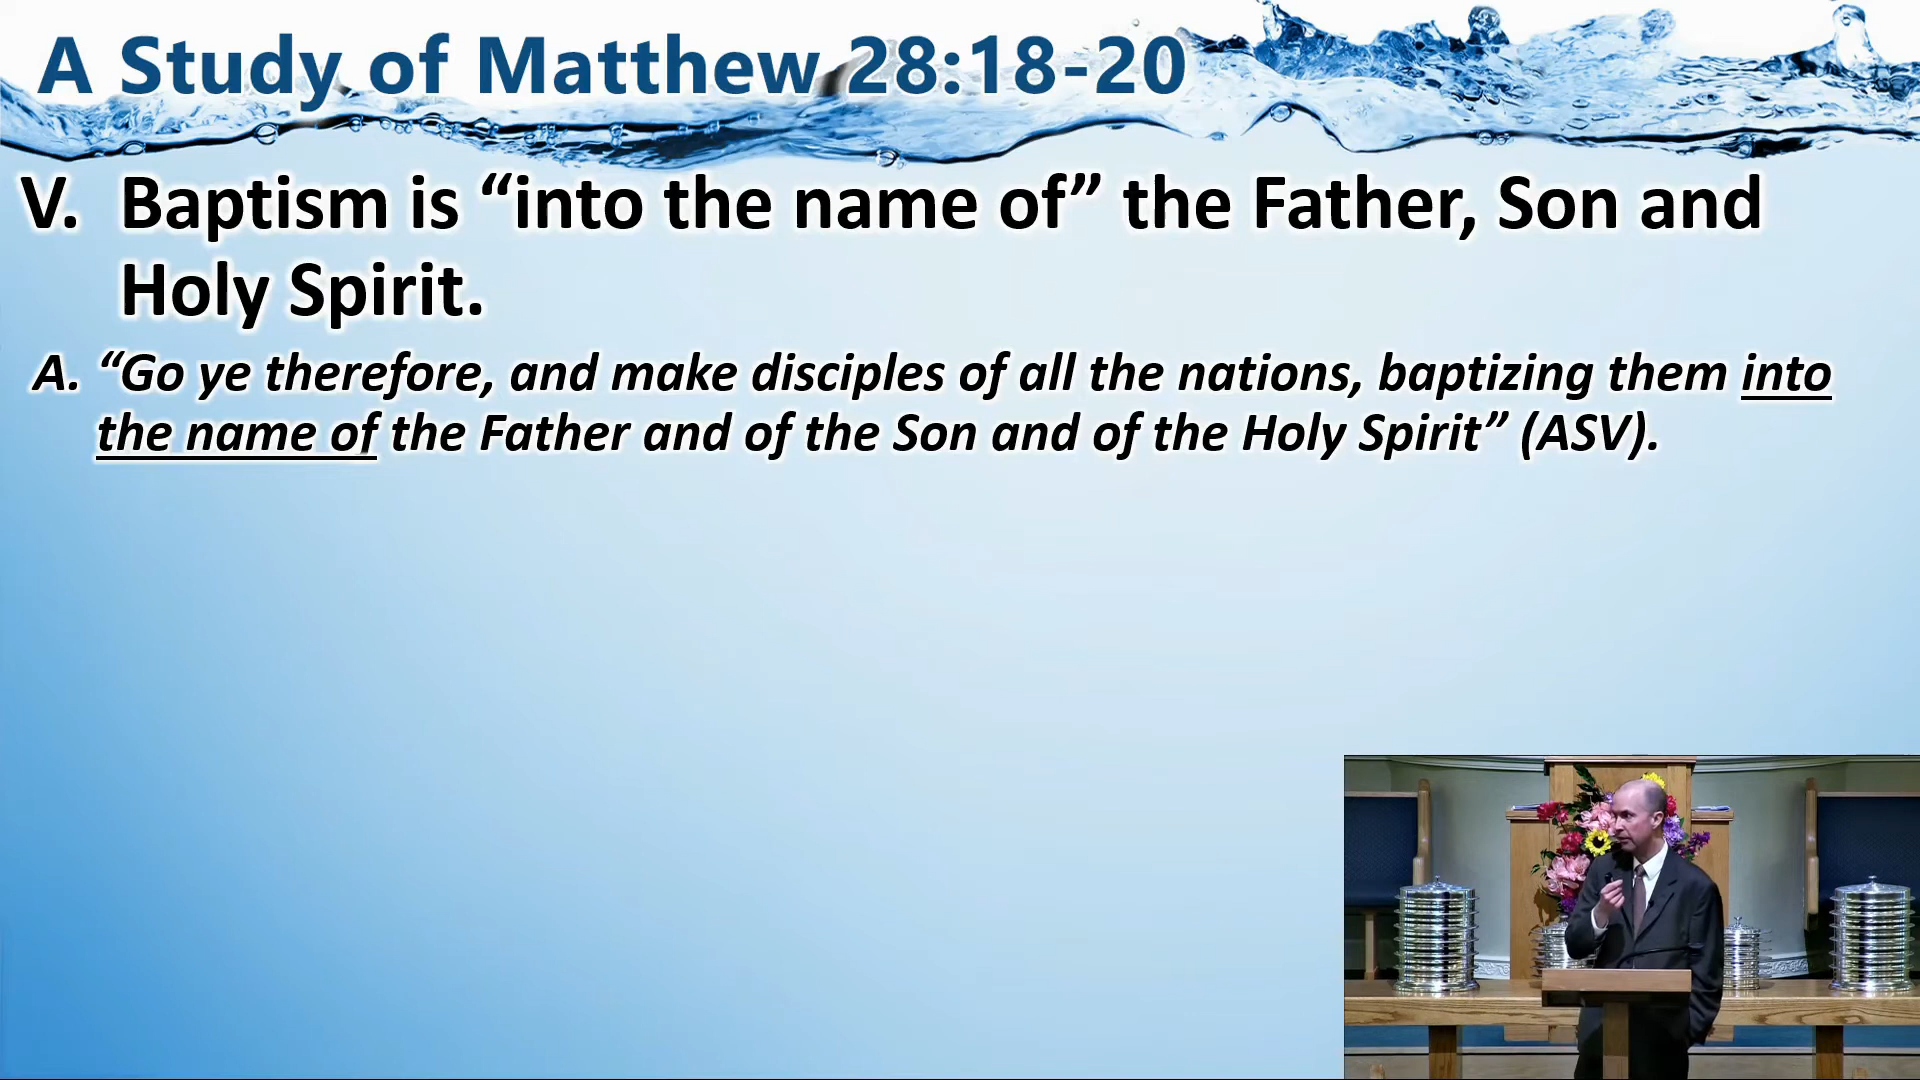 A Study of Matthew 28:18-20
V. Baptism is “into the name of” the Father, Son and
Holy Spirit.
A. “Go ye therefore, and make disciples of all the nations, baptizing them into
the name of the Father and of the Son and of the Holy Spirit” (ASV).